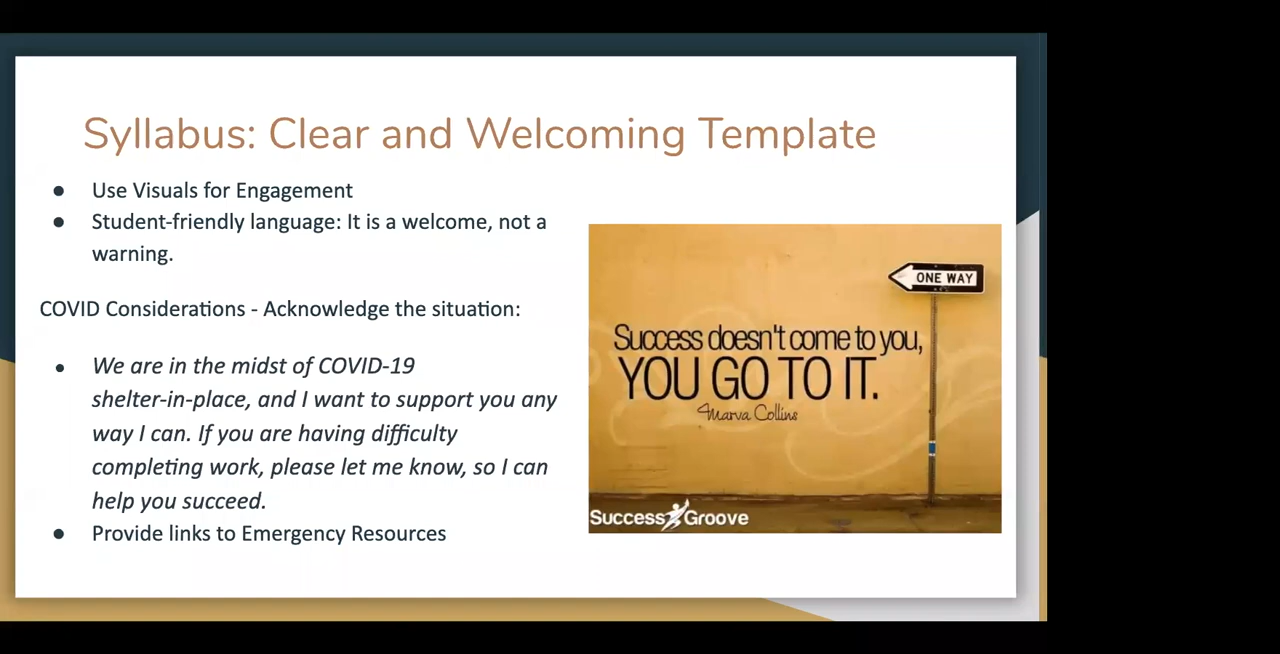 Syllabus: Clear and Welcoming Template
● Use Visuals for Engagement
● Student-friendly language: It is a welcome, not a
warning.
COVID Considerations - Acknowledge the situation:
● We are in the midst of COVID-19
shelter-in-place, and I want to support you any
way I can. If you are having difficulty
completing work, please let me know, so I can
help you succeed.
● Provide links to Emergency Resources
ONE WAY
Success doesn't come to you,
YOU GO TO IT.
Marva Collins
Success Groove